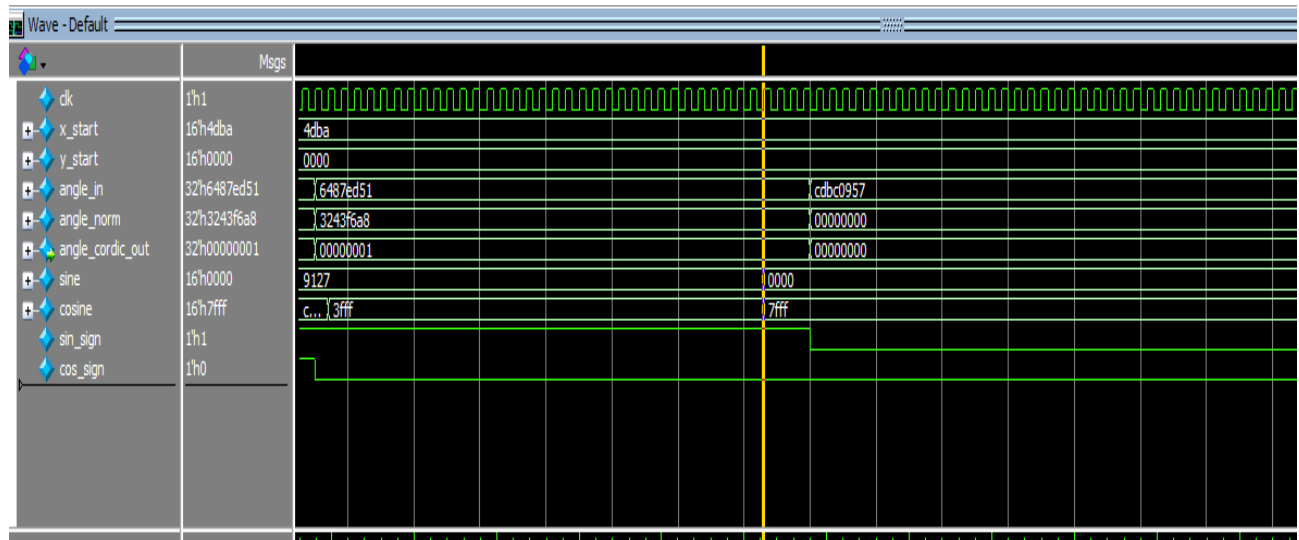 Wave - Default
Msgs
clk 1'h1
x_start 16'h4dba 4dba
y_start 16'h0000 0000
angle_in 32'h6487ed51 6487ed51 cdbc0957
angle_norm 32'h3243f6a8 3243f6a8 00000000
angle_cordic_out 32'h00000001 00000001 00000000
sine 16'h0000 9127 0000
cosine 16'h7fff c... 3fff 7fff
sin_sign 1'h1
cos_sign 1'h0